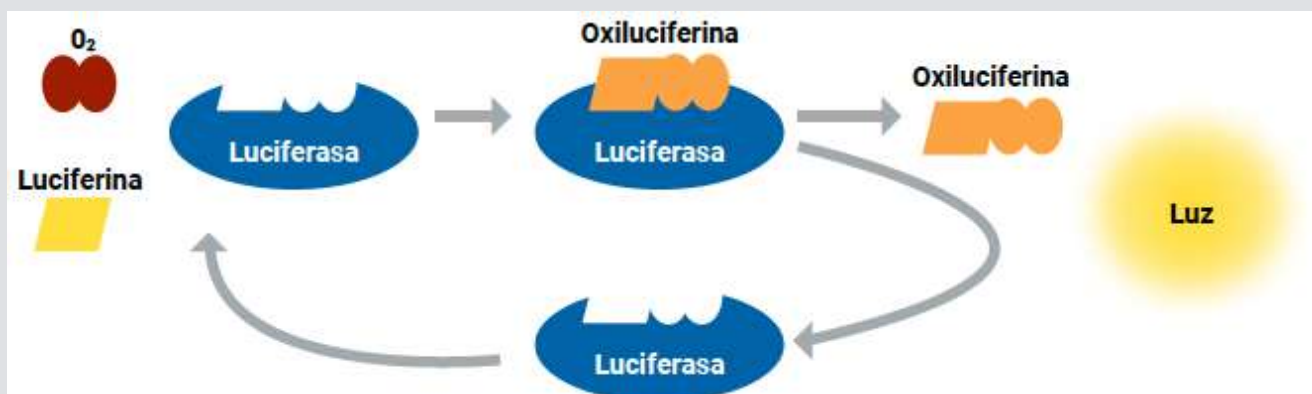 O₂
Luciferina
Luciferasa
Oxiluciferina
Luciferasa
Oxiluciferina
Luz
Luciferasa